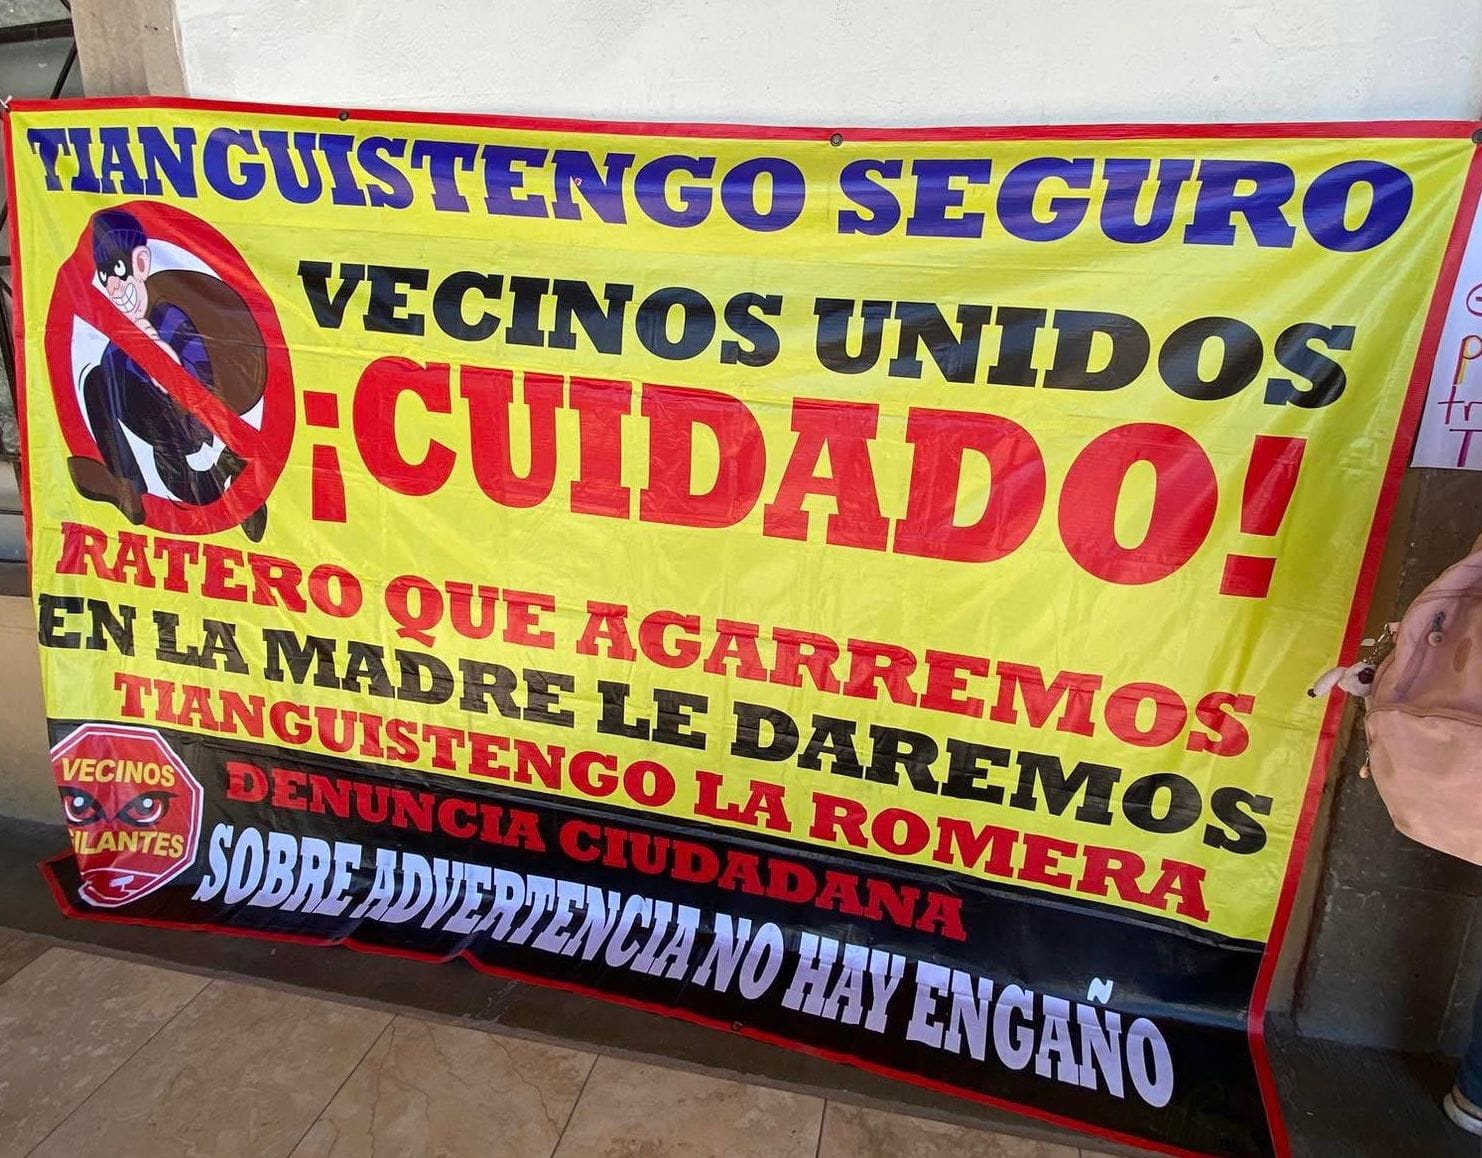 TIANGUISTENGO SEGURO
VECINOS UNIDOS
¡CUIDADO!
RATERO QUE AGARREMOS
EN LA MADRE LE DAREMOS
TIANGUISTENGO LA ROMERA
DENUNCIA CIUDADANA
SOBRE ADVERTENCIA NO HAY ENGAÑO
VECINOS
GILANTES